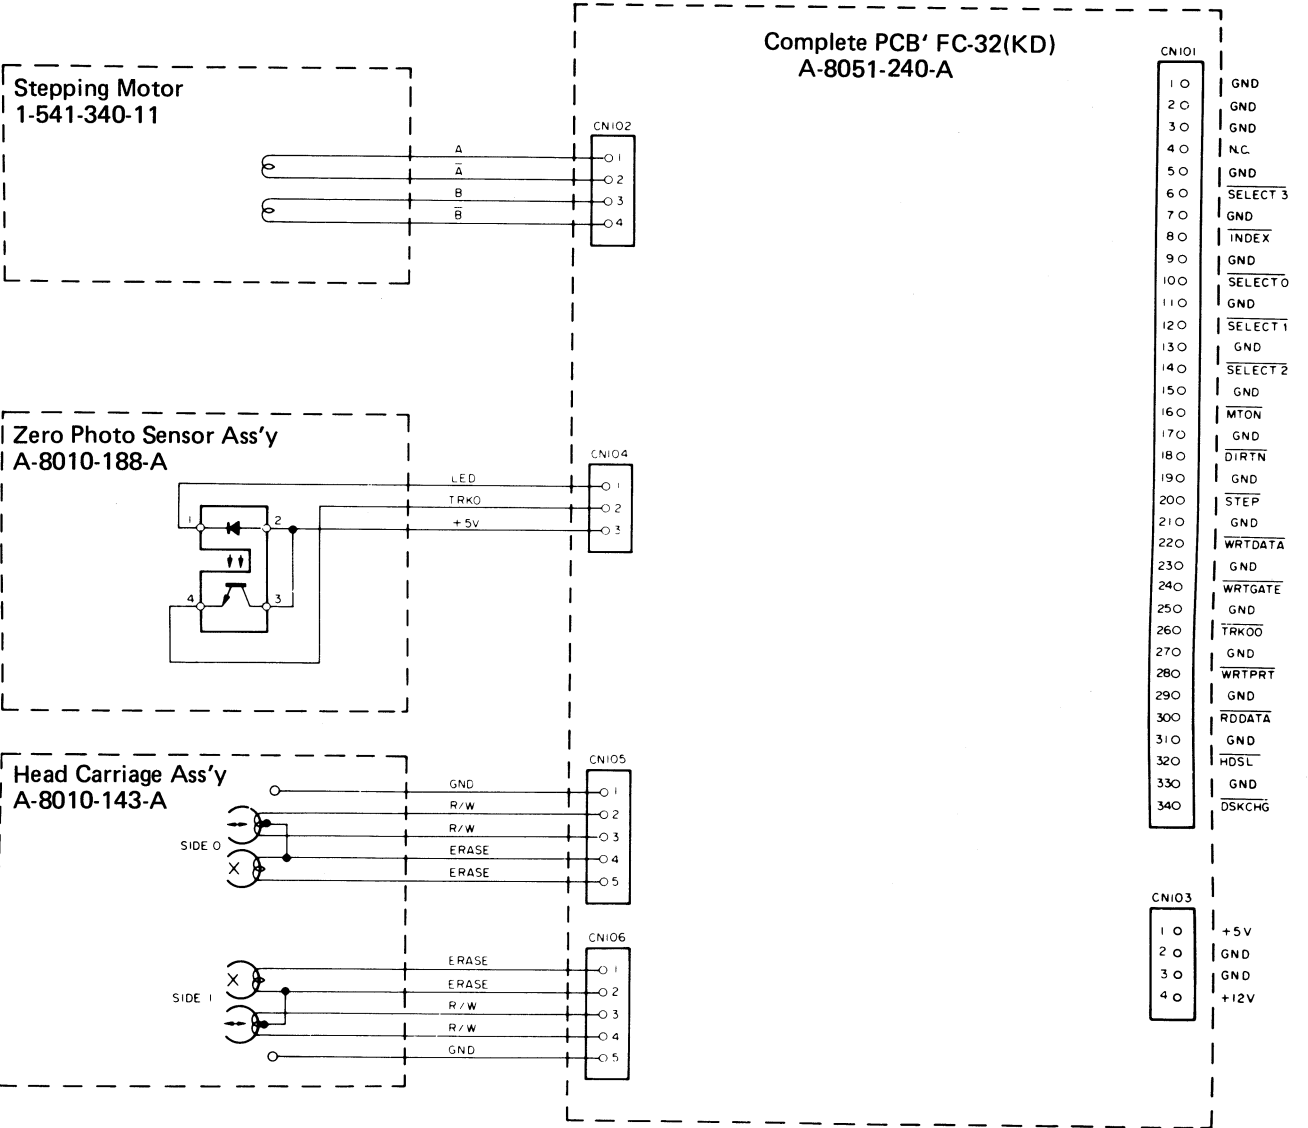 Complete PCB' FC-32(KD)
A-8051-240-A
Stepping Motor
1-541-340-11
A
A̅
B
B̅
CN102
1
2
3
4
Zero Photo Sensor Ass'y
A-8010-188-A
1
2
4
3
LED
TRK0
+5V
CN104
1
2
3
Head Carriage Ass'y
A-8010-143-A
SIDE 0
GND
R/W
R/W
ERASE
ERASE
CN105
1
2
3
4
5
SIDE 1
ERASE
ERASE
R/W
R/W
GND
CN106
1
2
3
4
5
CN101
1 GND
2 GND
3 GND
4 N.C.
5 GND
6 SELECT 3
7 GND
8 INDEX
9 GND
10 SELECT 0
11 GND
12 SELECT 1
13 GND
14 SELECT 2
15 GND
16 MTON
17 GND
18 DIRTN
19 GND
20 STEP
21 GND
22 WRTDATA
23 GND
24 WRTGATE
25 GND
26 TRK00
27 GND
28 WRTPRT
29 GND
30 RDDATA
31 GND
32 HDSL
33 GND
34 DSKCHG
CN103
1 +5V
2 GND
3 GND
4 +12V